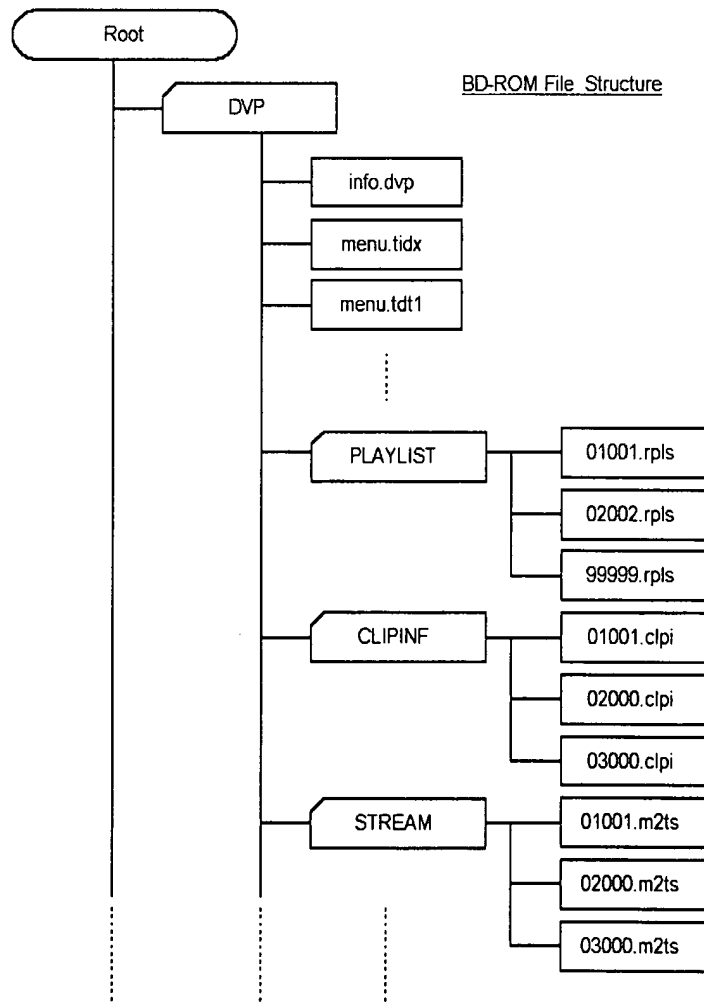 Root
BD-ROM File Structure
DVP
info.dvp
menu.tidx
menu.tdt1
PLAYLIST
01001.rpls
02002.rpls
99999.rpls
CLIPINF
01001.clpi
02000.clpi
03000.clpi
STREAM
01001.m2ts
02000.m2ts
03000.m2ts